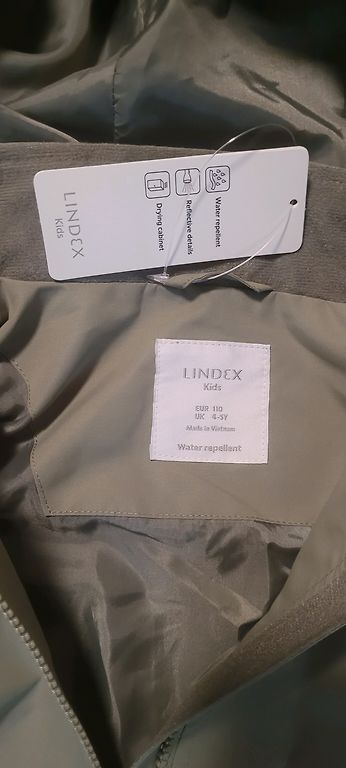 LINDEX
Kids
Water repellent
Reflective details
Drying cabinet
LINDEX
Kids
EUR 110
UK 4-5Y
Made in Vietnam
Water repellent